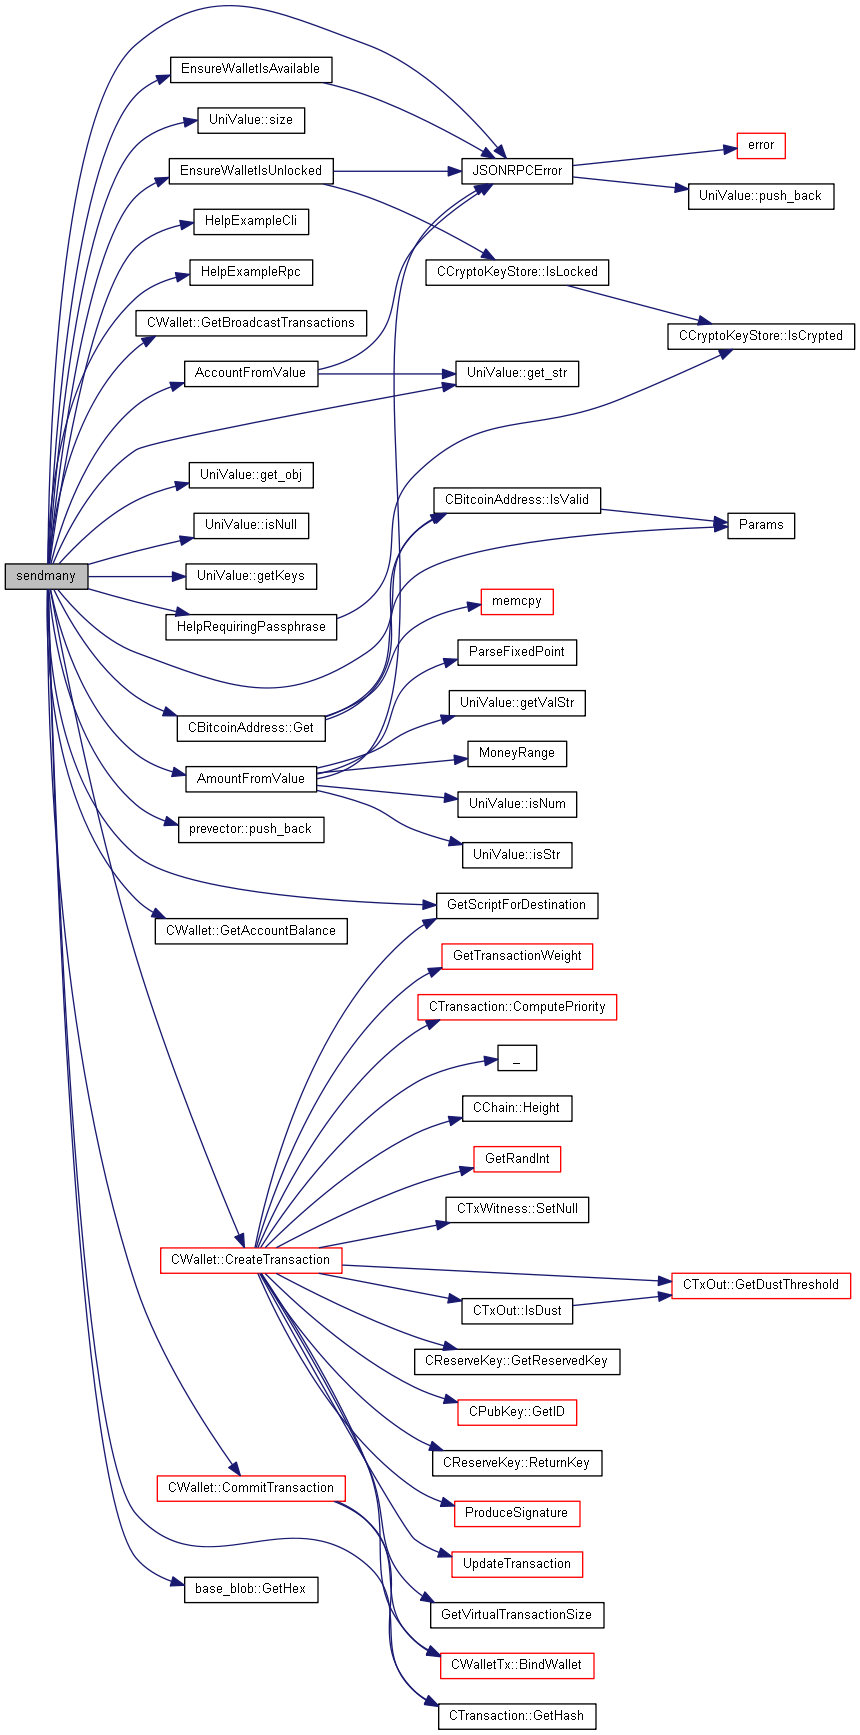 EnsureWalletIsAvailable
UniValue::size
error
EnsureWalletIsUnlocked
JSONRPCError
UniValue::push_back
HelpExampleCli
HelpExampleRpc
CCryptoKeyStore::IsLocked
CWallet::GetBroadcastTransactions
CCryptoKeyStore::IsCrypted
AccountFromValue
UniValue::get_str
UniValue::get_obj
CBitcoinAddress::IsValid
UniValue::isNull
Params
sendmany
UniValue::getKeys
memcpy
HelpRequiringPassphrase
ParseFixedPoint
UniValue::getValStr
CBitcoinAddress::Get
MoneyRange
AmountFromValue
UniValue::isNum
prevector::push_back
UniValue::isStr
GetScriptForDestination
CWallet::GetAccountBalance
GetTransactionWeight
CTransaction::ComputePriority
_
CChain::Height
GetRandInt
CTxWitness::SetNull
CWallet::CreateTransaction
CTxOut::GetDustThreshold
CTxOut::IsDust
CReserveKey::GetReservedKey
CPubKey::GetID
CReserveKey::ReturnKey
CWallet::CommitTransaction
ProduceSignature
UpdateTransaction
base_blob::GetHex
GetVirtualTransactionSize
CWalletTx::BindWallet
CTransaction::GetHash